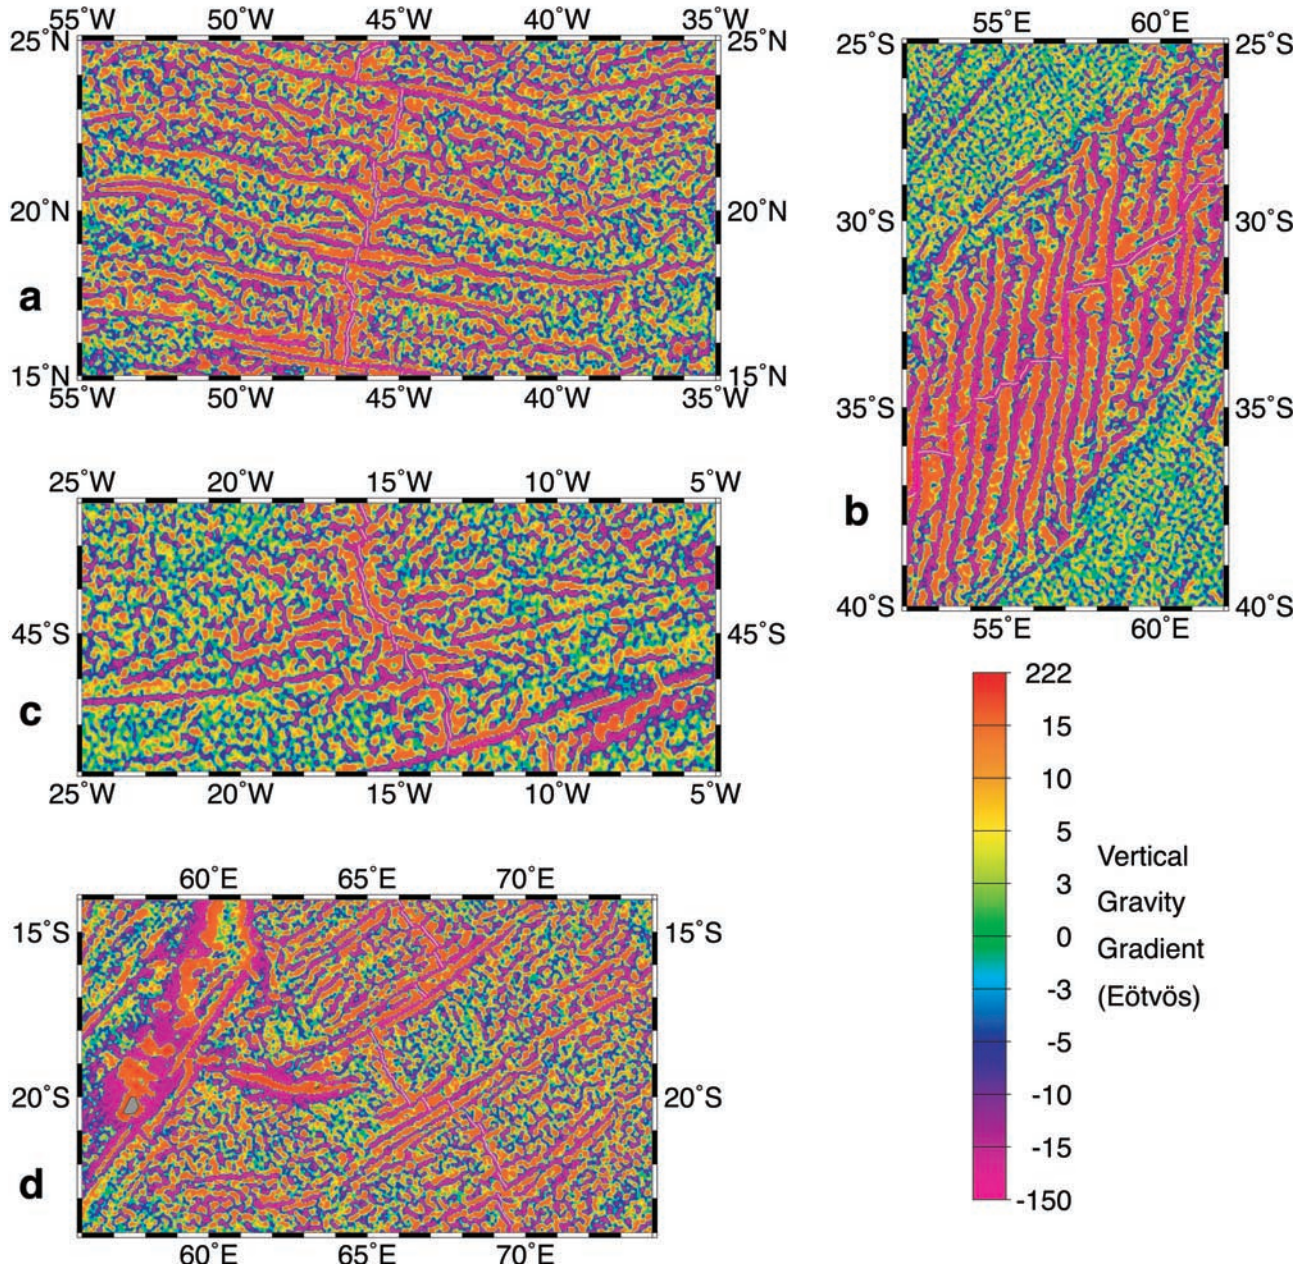 55˚W 50˚W 45˚W 40˚W 35˚W
25˚N 25˚N
20˚N 20˚N
a
15˚N 15˚N
55˚W 50˚W 45˚W 40˚W 35˚W
55˚E 60˚E
25˚S 25˚S
30˚S 30˚S
35˚S 35˚S
b
40˚S 40˚S
55˚E 60˚E
25˚W 20˚W 15˚W 10˚W 5˚W
45˚S 45˚S
c
25˚W 20˚W 15˚W 10˚W 5˚W
60˚E 65˚E 70˚E
15˚S 15˚S
20˚S 20˚S
d
60˚E 65˚E 70˚E
222
15
10
5
3
0
-3
-5
-10
-15
-150
Vertical
Gravity
Gradient
(Eötvös)